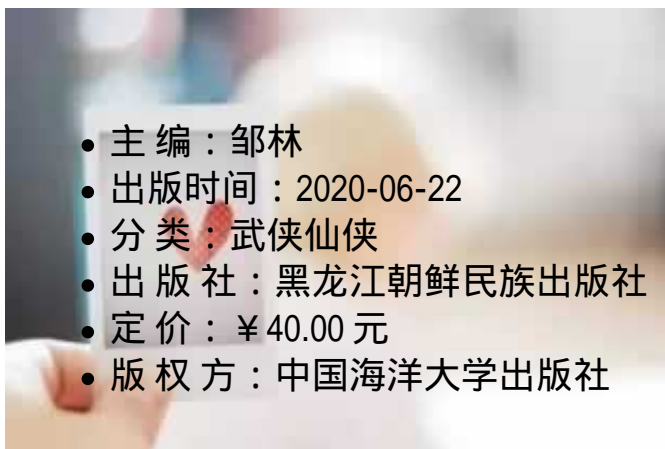 • 主 编：邹林
• 出版时间：2020-06-22
• 分 类：武侠仙侠
• 出 版 社：黑龙江朝鲜民族出版社
• 定 价：￥40.00 元
• 版 权 方：中国海洋大学出版社